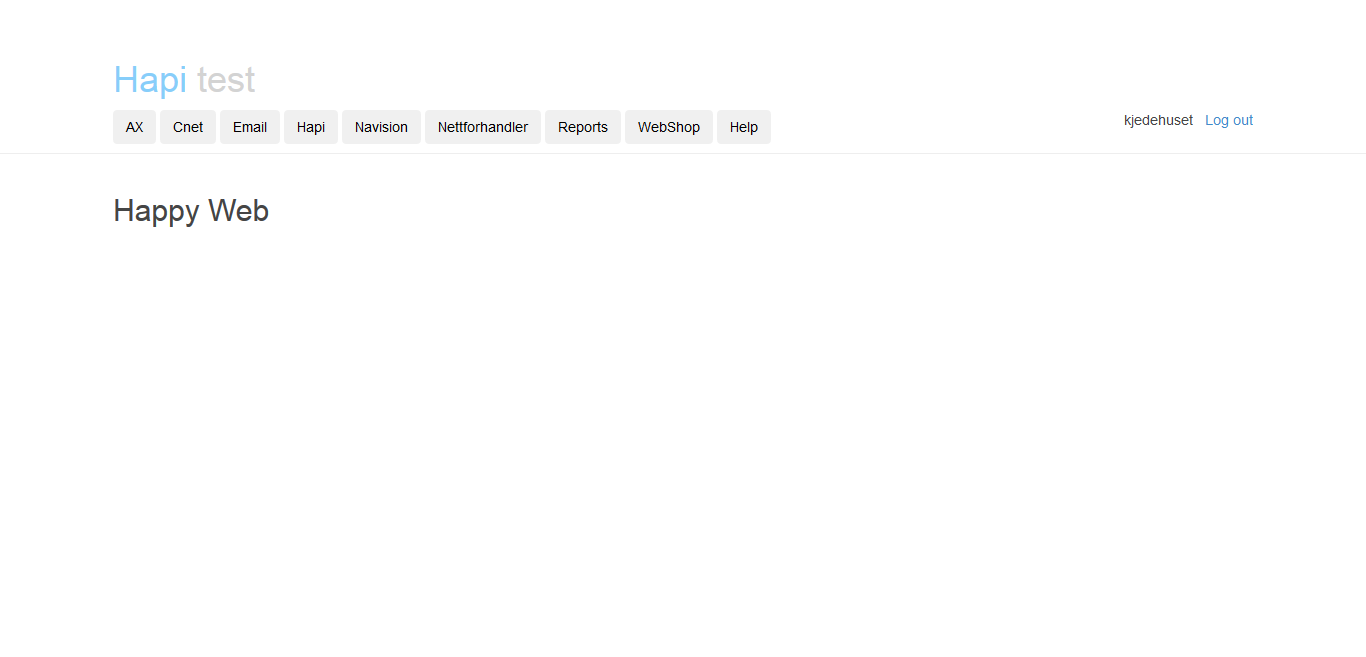 Hapi test
AX Cnet Email Hapi Navision Nettforhandler Reports WebShop Help kjedehuset Log out
Happy Web